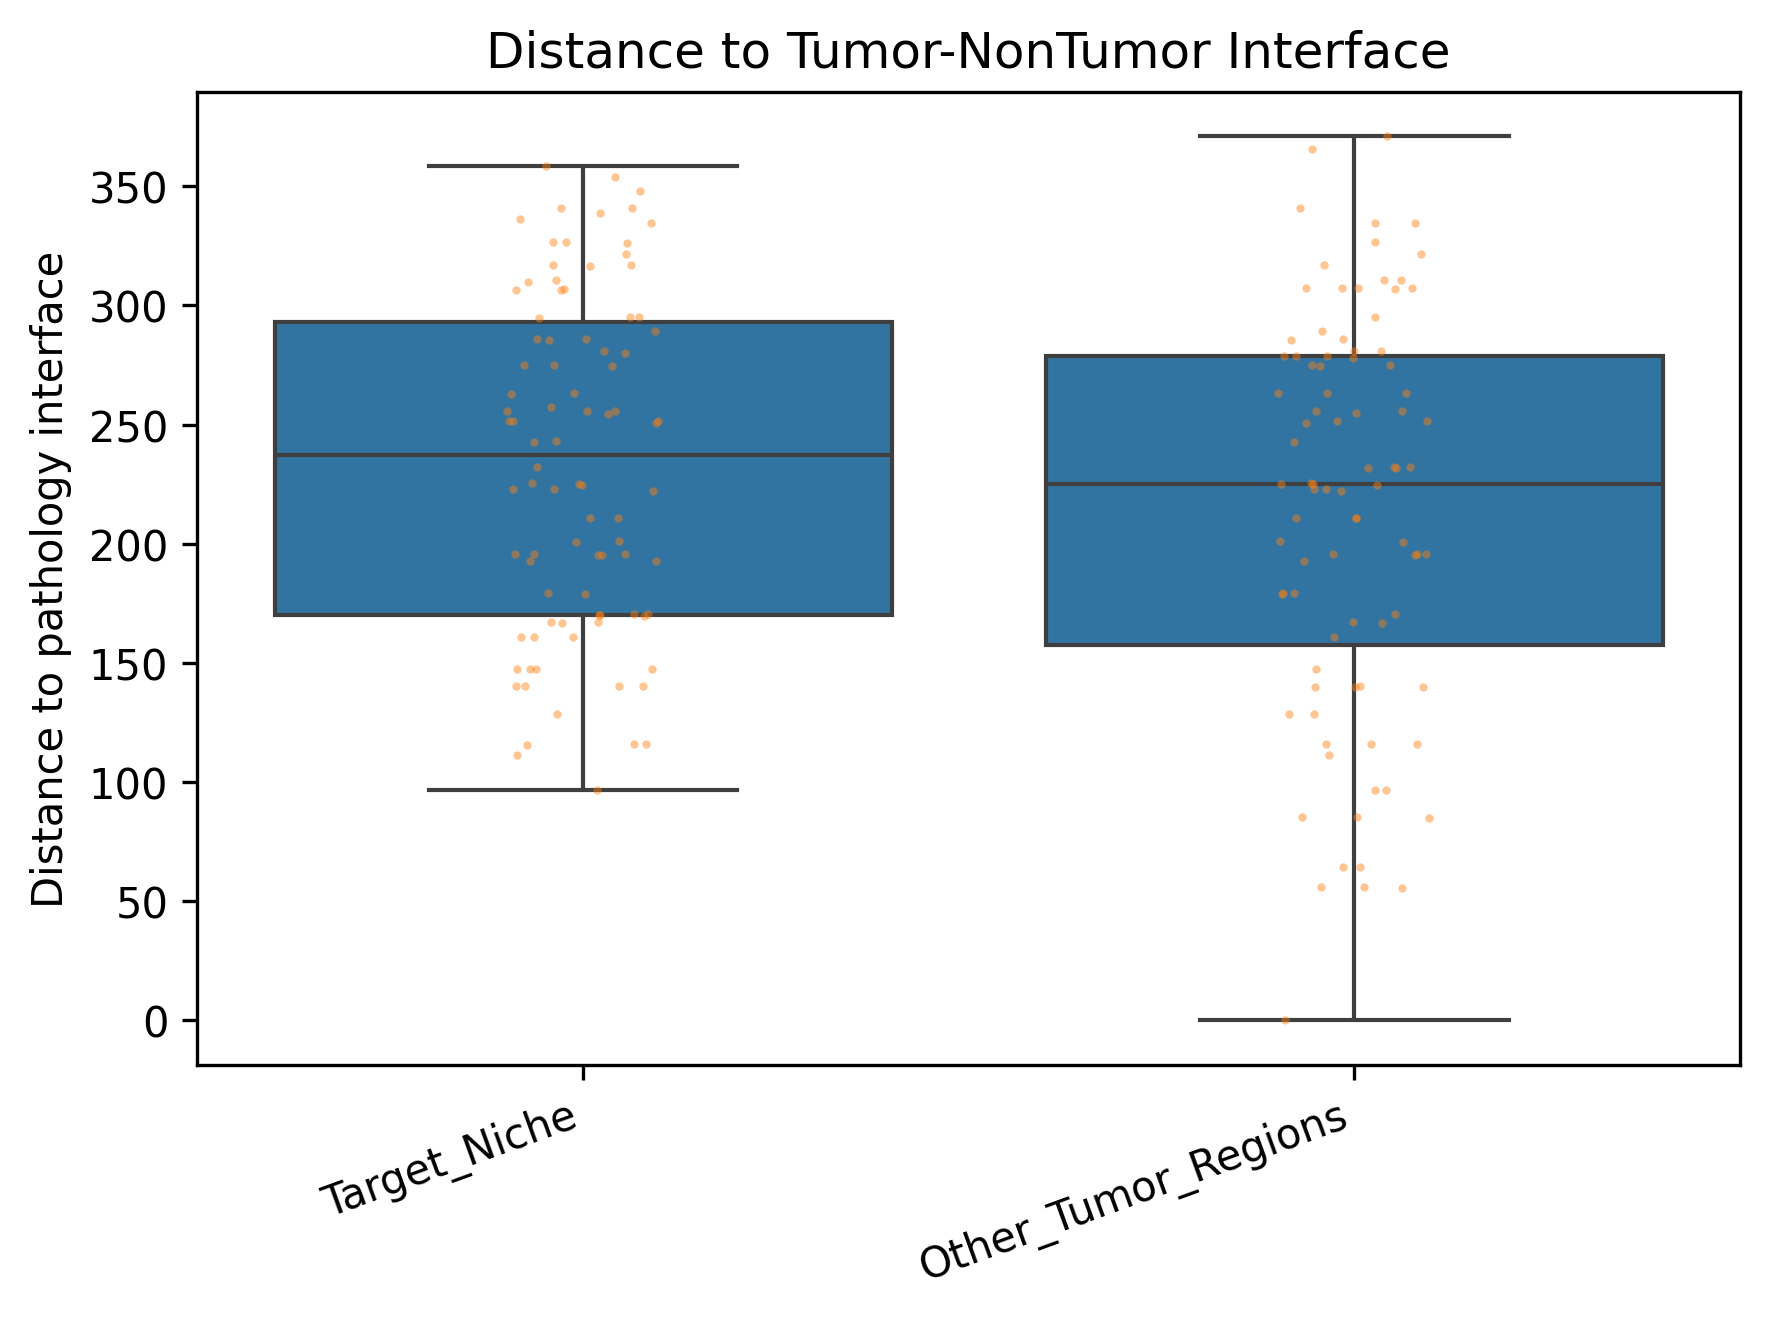 Distance to Tumor-NonTumor Interface
Distance to pathology interface
350
300
250
200
150
100
50
0
Target_Niche
Other_Tumor_Regions